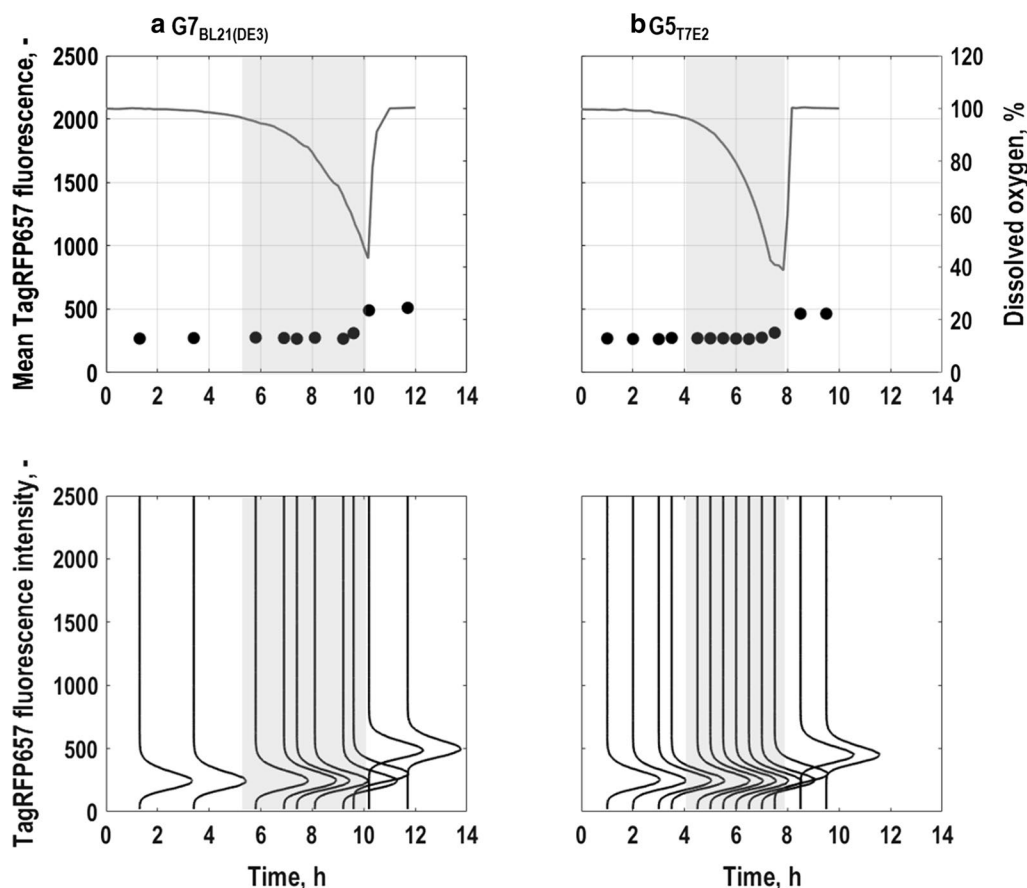 a G7BL21(DE3)
b G5T7E2
Mean TagRFP657 fluorescence, -
2500
2000
1500
1000
500
0
0 2 4 6 8 10 12 14
0 2 4 6 8 10 12 14
120
100
80
60
40
20
0
Dissolved oxygen, %
TagRFP657 fluorescence intensity, -
2500
2000
1500
1000
500
0
0 2 4 6 8 10 12 14
0 2 4 6 8 10 12 14
Time, h
Time, h